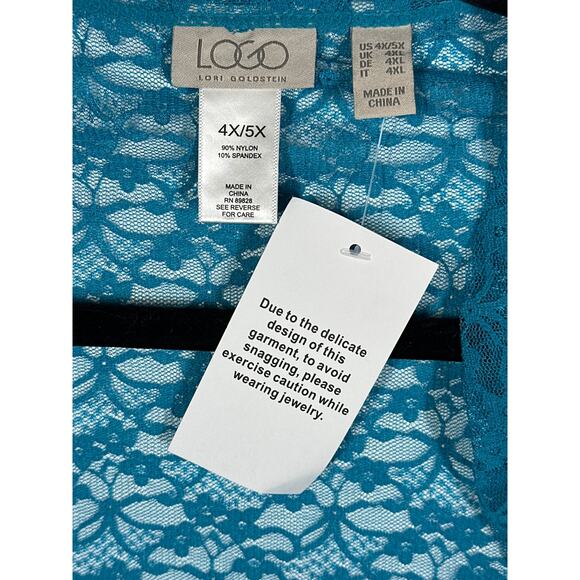 LOGO
LORI GOLDSTEIN
US 4X/5X
UK 4XL
DE 4XL
IT 4XL
MADE IN
CHINA
4X/5X
90% NYLON
10% SPANDEX
MADE IN
CHINA
RN 89828
SEE REVERSE
FOR CARE
Due to the delicate
design of this
garment, to avoid
snagging, please
exercise caution while
wearing jewelry.